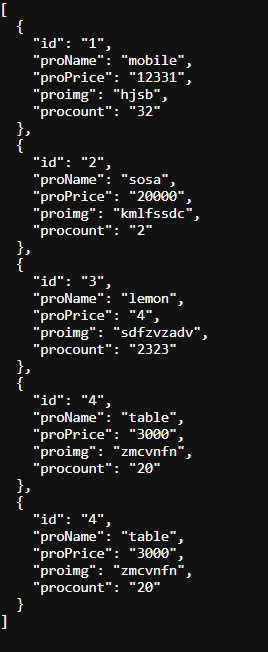 [
  {
    "id": "1",
    "proName": "mobile",
    "proPrice": "12331",
    "proimg": "hjsb",
    "procount": "32"
  },
  {
    "id": "2",
    "proName": "sosa",
    "proPrice": "20000",
    "proimg": "kmlfssdc",
    "procount": "2"
  },
  {
    "id": "3",
    "proName": "lemon",
    "proPrice": "4",
    "proimg": "sdfzvzadv",
    "procount": "2323"
  },
  {
    "id": "4",
    "proName": "table",
    "proPrice": "3000",
    "proimg": "zmcvnfn",
    "procount": "20"
  },
  {
    "id": "4",
    "proName": "table",
    "proPrice": "3000",
    "proimg": "zmcvnfn",
    "procount": "20"
  }
]